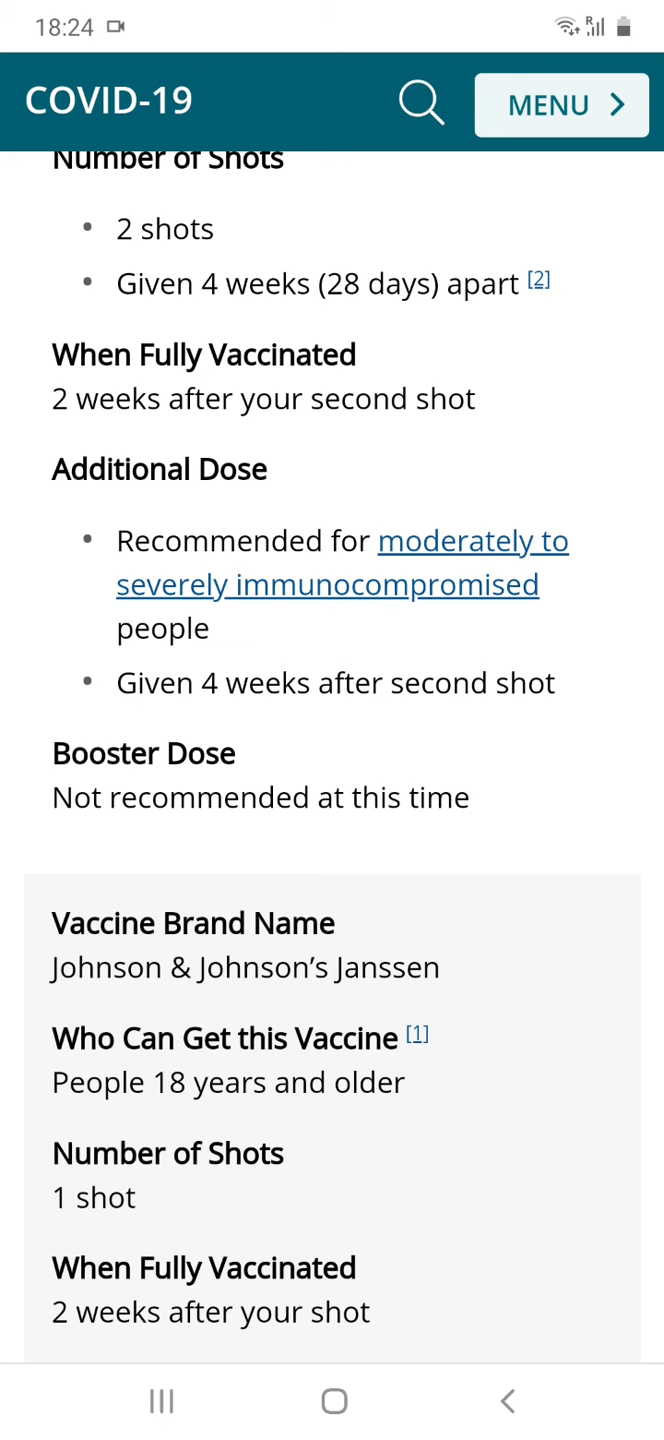 18:24
R
COVID-19
MENU
Number of Shots
• 2 shots
• Given 4 weeks (28 days) apart [2]
When Fully Vaccinated
2 weeks after your second shot
Additional Dose
• Recommended for moderately to
severely immunocompromised
people
• Given 4 weeks after second shot
Booster Dose
Not recommended at this time
Vaccine Brand Name
Johnson & Johnson’s Janssen
Who Can Get this Vaccine [1]
People 18 years and older
Number of Shots
1 shot
When Fully Vaccinated
2 weeks after your shot